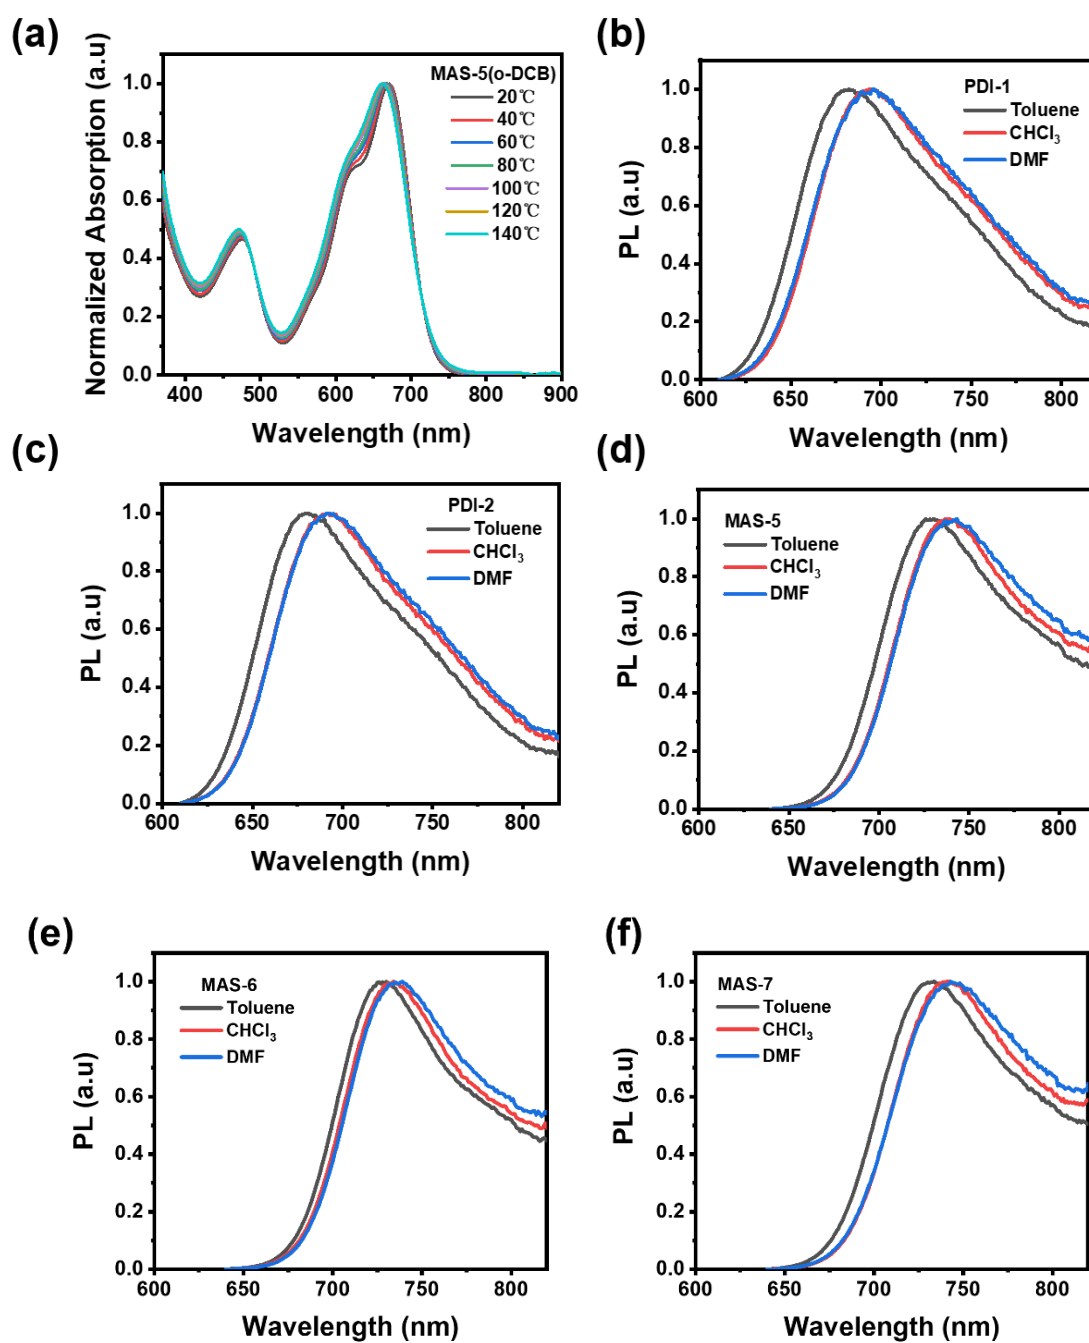 (a)
Normalized Absorption (a.u)
1.0
0.8
0.6
0.4
0.2
0.0
MAS-5(o-DCB)
20℃
40℃
60℃
80℃
100℃
120℃
140℃
400 500 600 700 800 900
Wavelength (nm)
(b)
PL (a.u)
1.0
0.8
0.6
0.4
0.2
0.0
PDI-1
Toluene
CHCl3
DMF
600 650 700 750 800
Wavelength (nm)
(c)
PL (a.u)
1.0
0.8
0.6
0.4
0.2
0.0
PDI-2
Toluene
CHCl3
DMF
600 650 700 750 800
Wavelength (nm)
(d)
PL (a.u)
1.0
0.8
0.6
0.4
0.2
0.0
MAS-5
Toluene
CHCl3
DMF
600 650 700 750 800
Wavelength (nm)
(e)
PL (a.u)
1.0
0.8
0.6
0.4
0.2
0.0
MAS-6
Toluene
CHCl3
DMF
600 650 700 750 800
Wavelength (nm)
(f)
PL (a.u)
1.0
0.8
0.6
0.4
0.2
0.0
MAS-7
Toluene
CHCl3
DMF
600 650 700 750 800
Wavelength (nm)